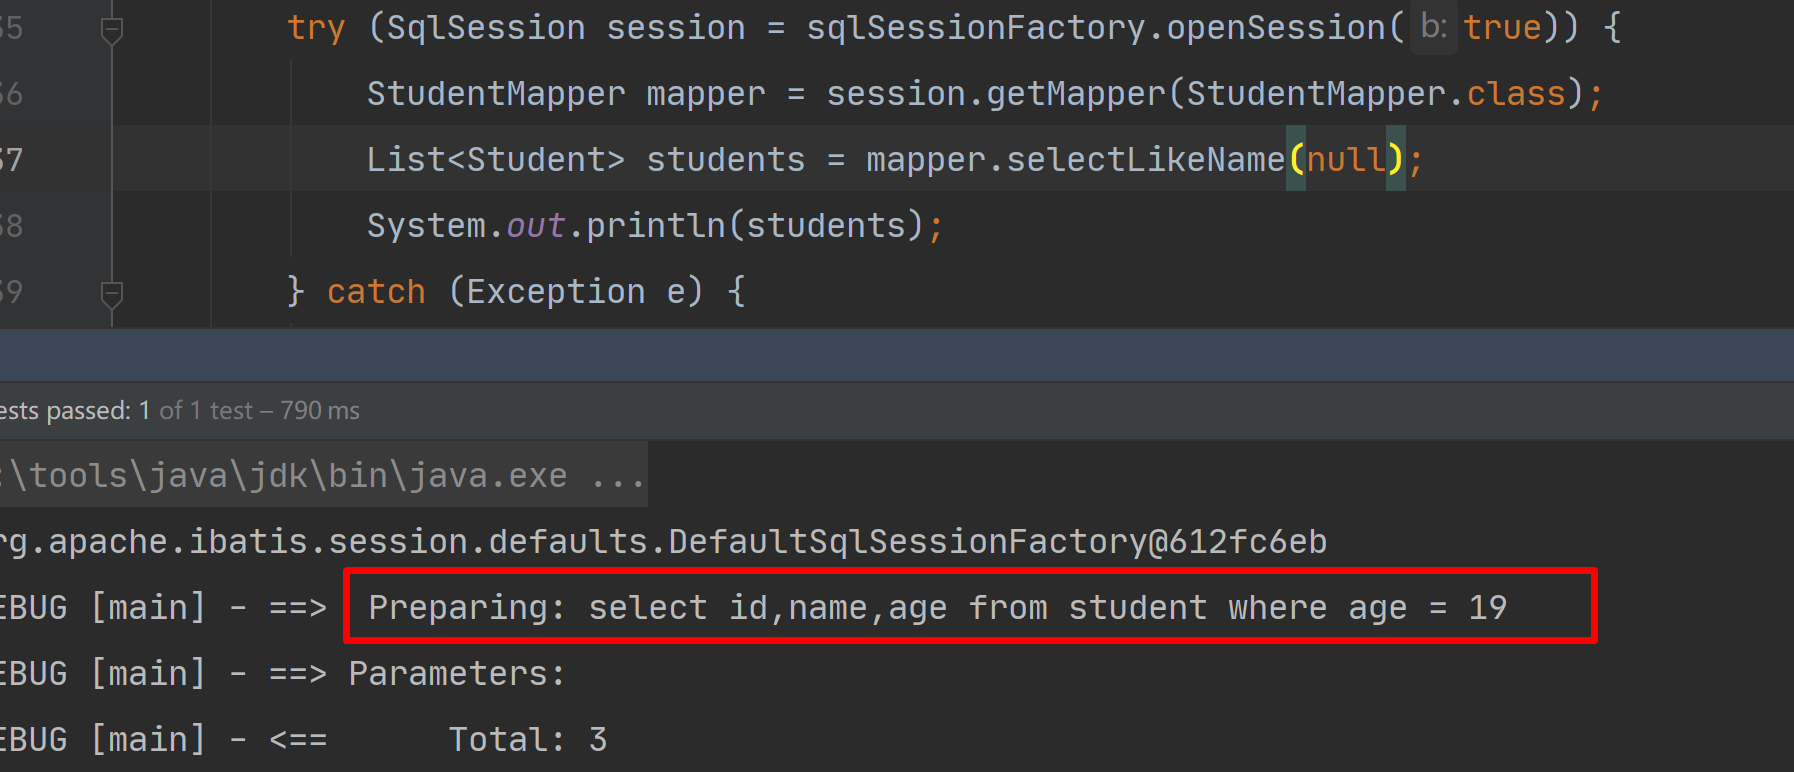 35 try (SqlSession session = sqlSessionFactory.openSession( b: true)) {
36 StudentMapper mapper = session.getMapper(StudentMapper.class);
37 List<Student> students = mapper.selectLikeName(null);
38 System.out.println(students);
39 } catch (Exception e) {
ests passed: 1 of 1 test – 790 ms
:\tools\java\jdk\bin\java.exe ...
rg.apache.ibatis.session.defaults.DefaultSqlSessionFactory@612fc6eb
EBUG [main] - ==> Preparing: select id,name,age from student where age = 19
EBUG [main] - ==> Parameters:
EBUG [main] - <== Total: 3